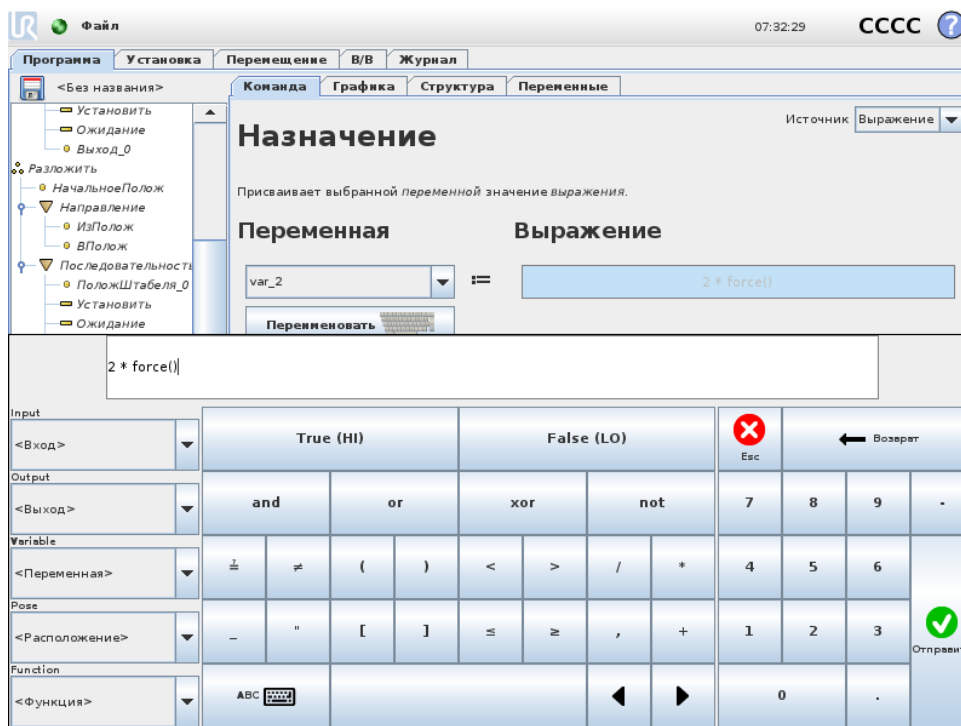 UR Файл 07:32:29 CCCC ?
Программа Установка Перемещение В/В Журнал
<Без названия> Команда Графика Структура Переменные
Установить
Ожидание
Выход_0
Разложить
НачальноеПолож
Направление
ИзПолож
ВПолож
Последовательность
ПоложШтабеля_0
Установить
Ожидание
Источник Выражение
Назначение
Присваивает выбранной переменной значение выражения.
Переменная Выражение
var_2 := 2 * force()
Переименовать
2 * force()
Input
<Вход>
Output
<Выход>
Variable
<Переменная>
Pose
<Расположение>
Function
<Функция>
True (HI) False (LO) Esc Возврат
and or xor not 7 8 9 -
≟ ≠ ( ) < > / * 4 5 6
_ " [ ] ≤ ≥ , + 1 2 3
ABC 0 .